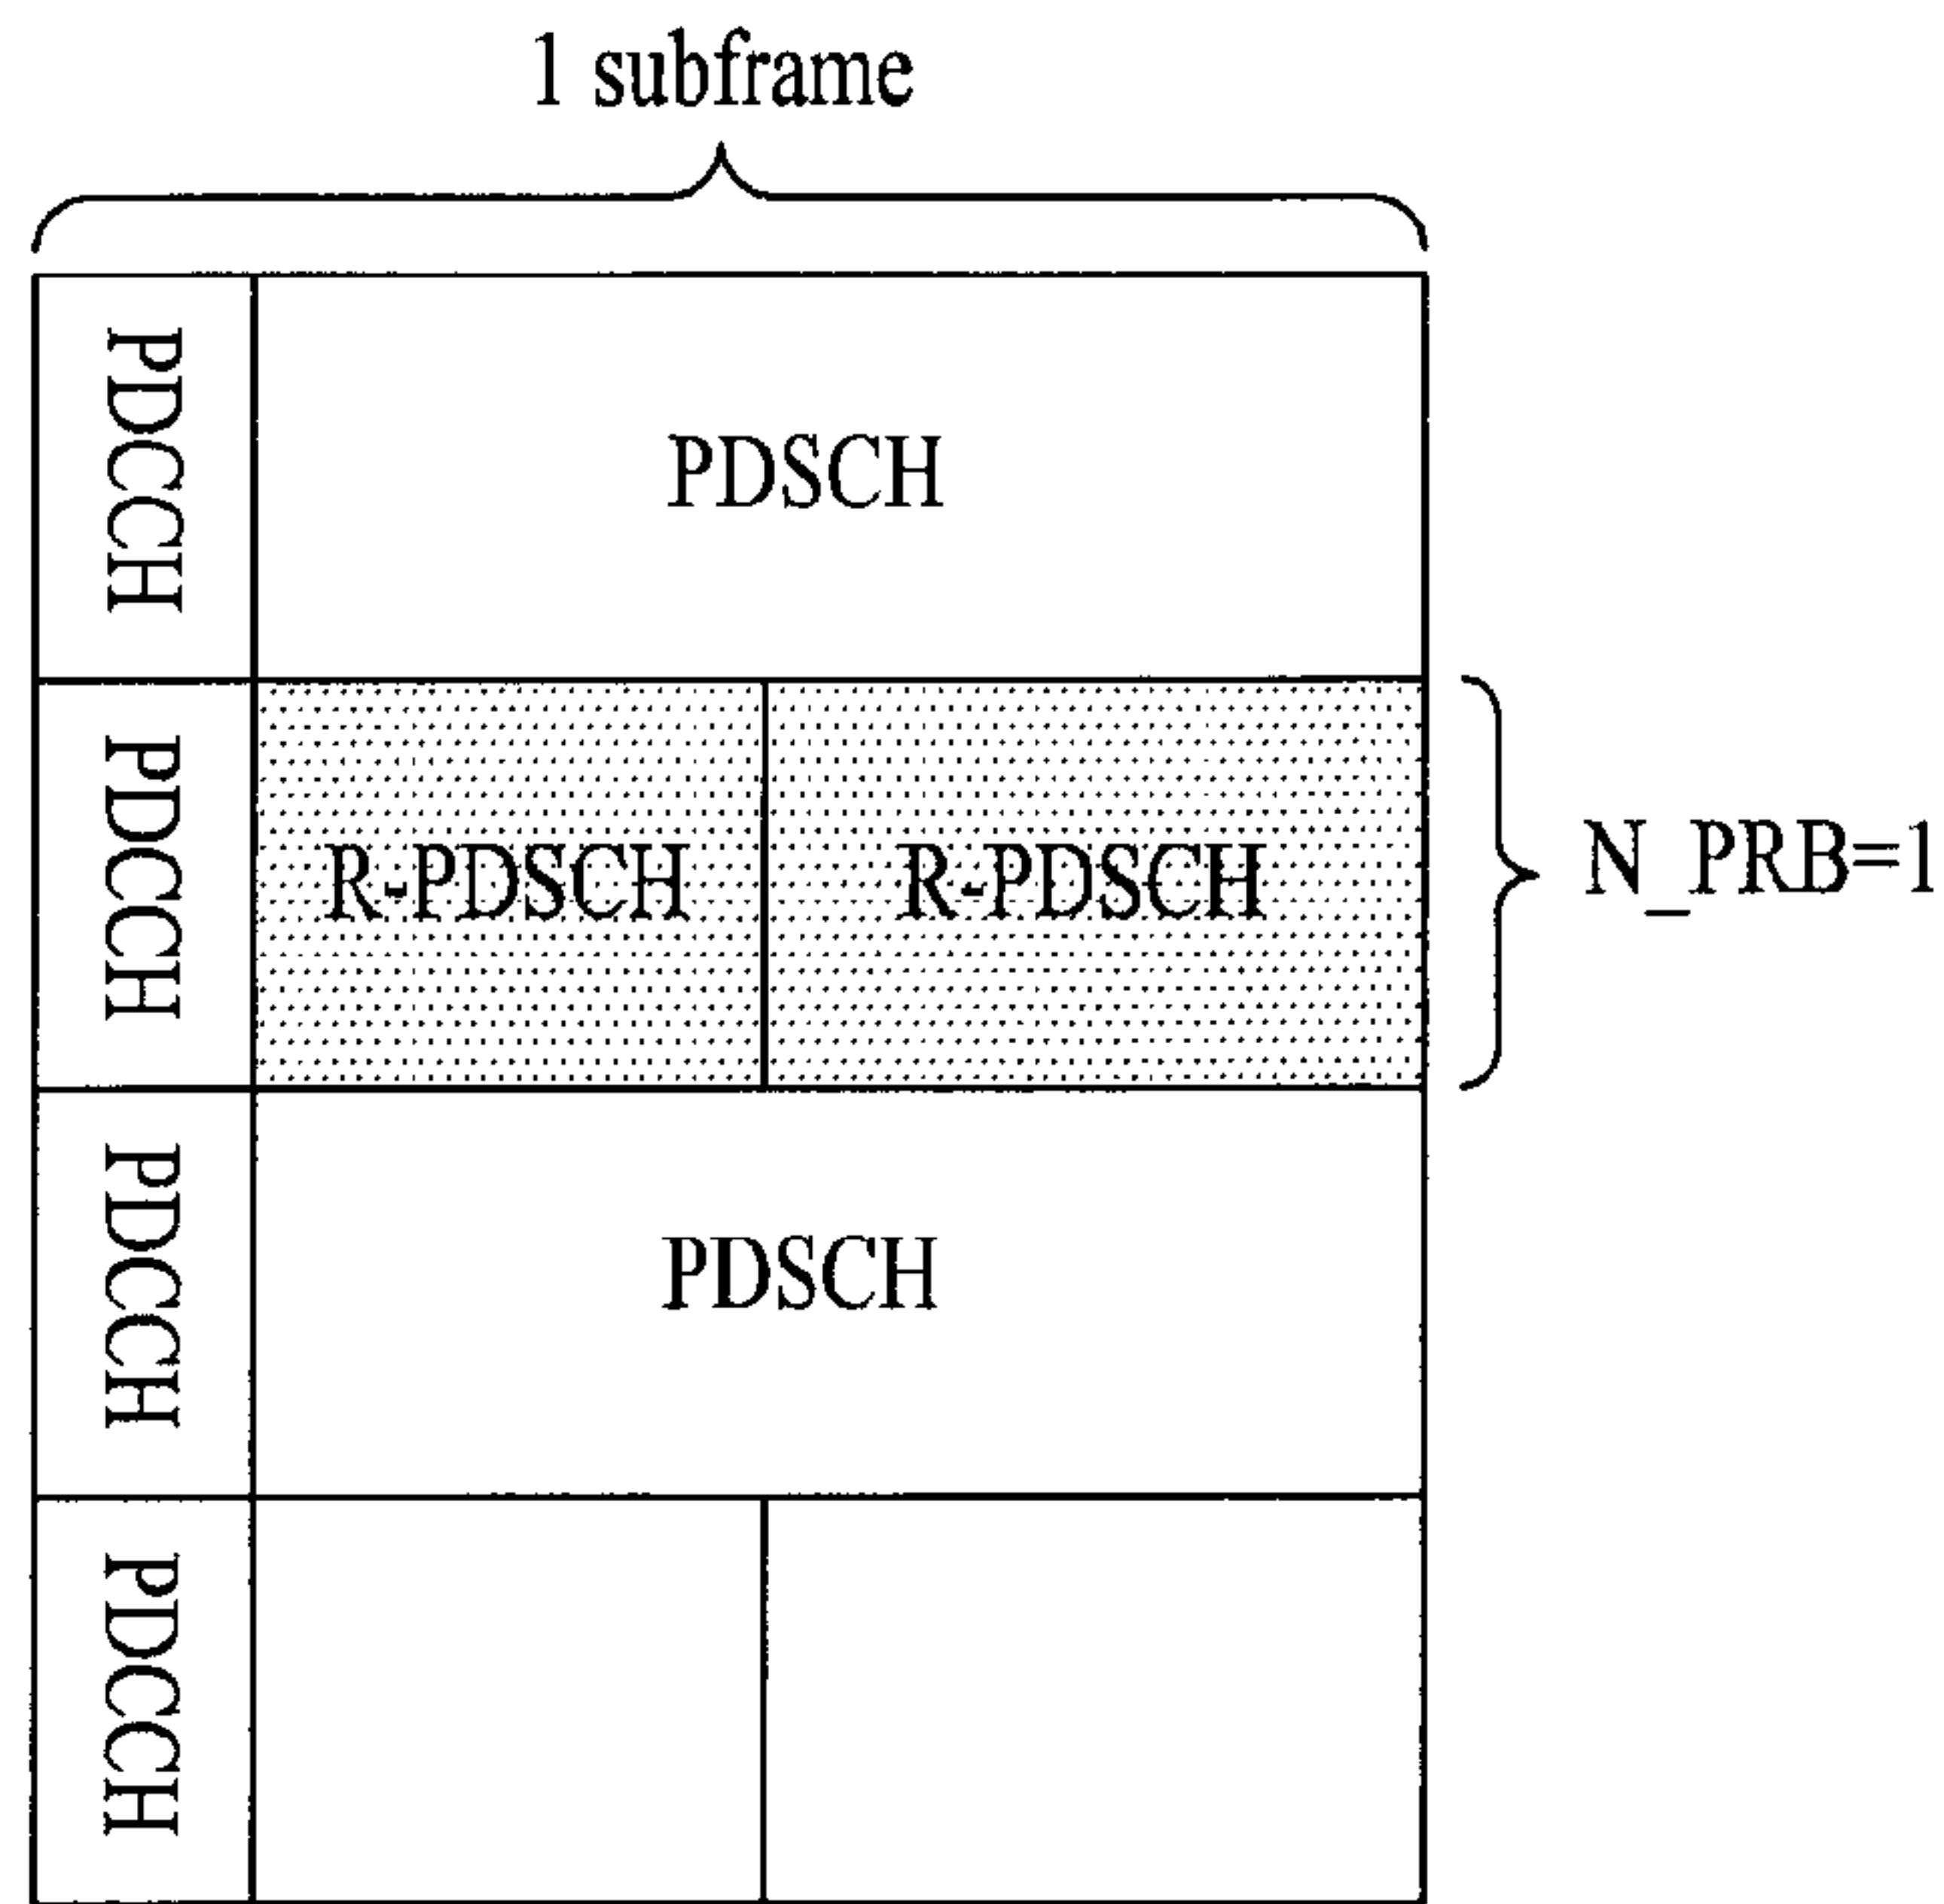 1 subframe
PDCCH
PDSCH
PDCCH
R-PDSCH
R-PDSCH
N_PRB=1
PDCCH
PDSCH
PDCCH